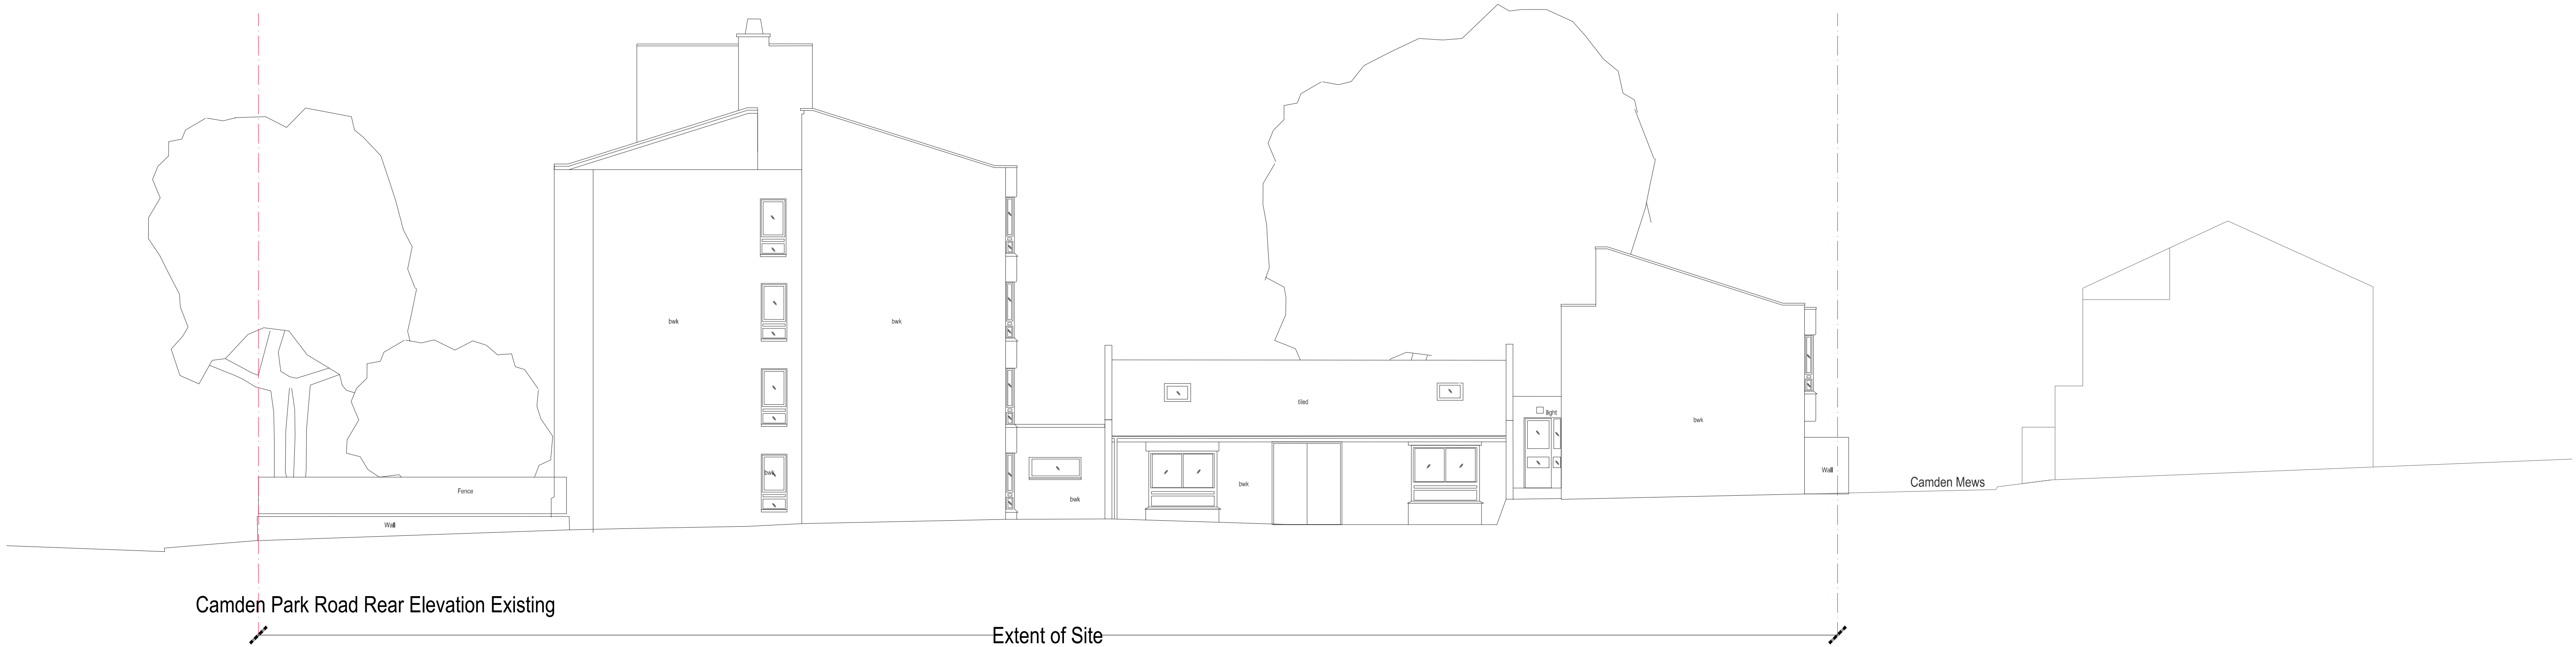 bwk
bwk
tiled
light
bwk
bwk
Wall
Camden Mews
bwk
bwk
Fence
Wall
Camden Park Road Rear Elevation Existing
Extent of Site